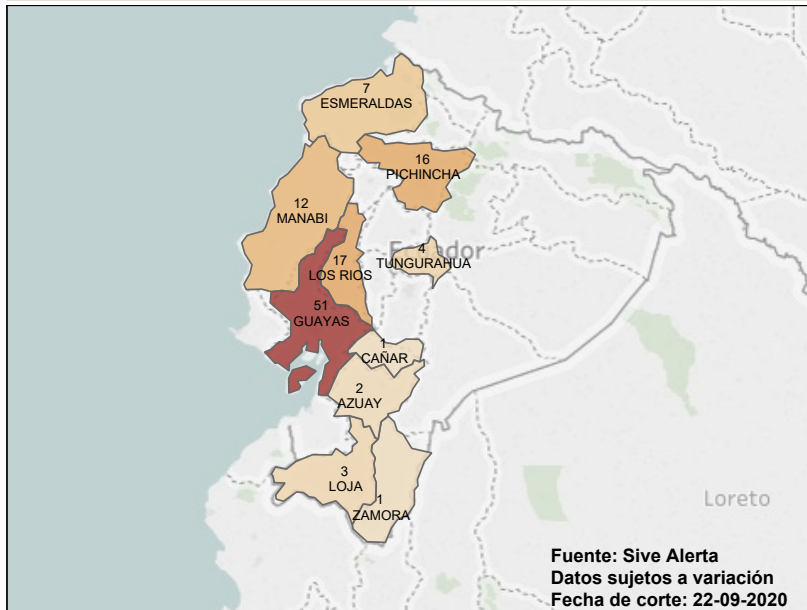 7
ESMERALDAS
16
PICHINCHA
12
MANABI
Ecuador
4
TUNGURAHUA
17
LOS RIOS
51
GUAYAS
1
CAÑAR
2
AZUAY
3
LOJA
1
ZAMORA
Loreto
Fuente: Sive Alerta
Datos sujetos a variación
Fecha de corte: 22-09-2020